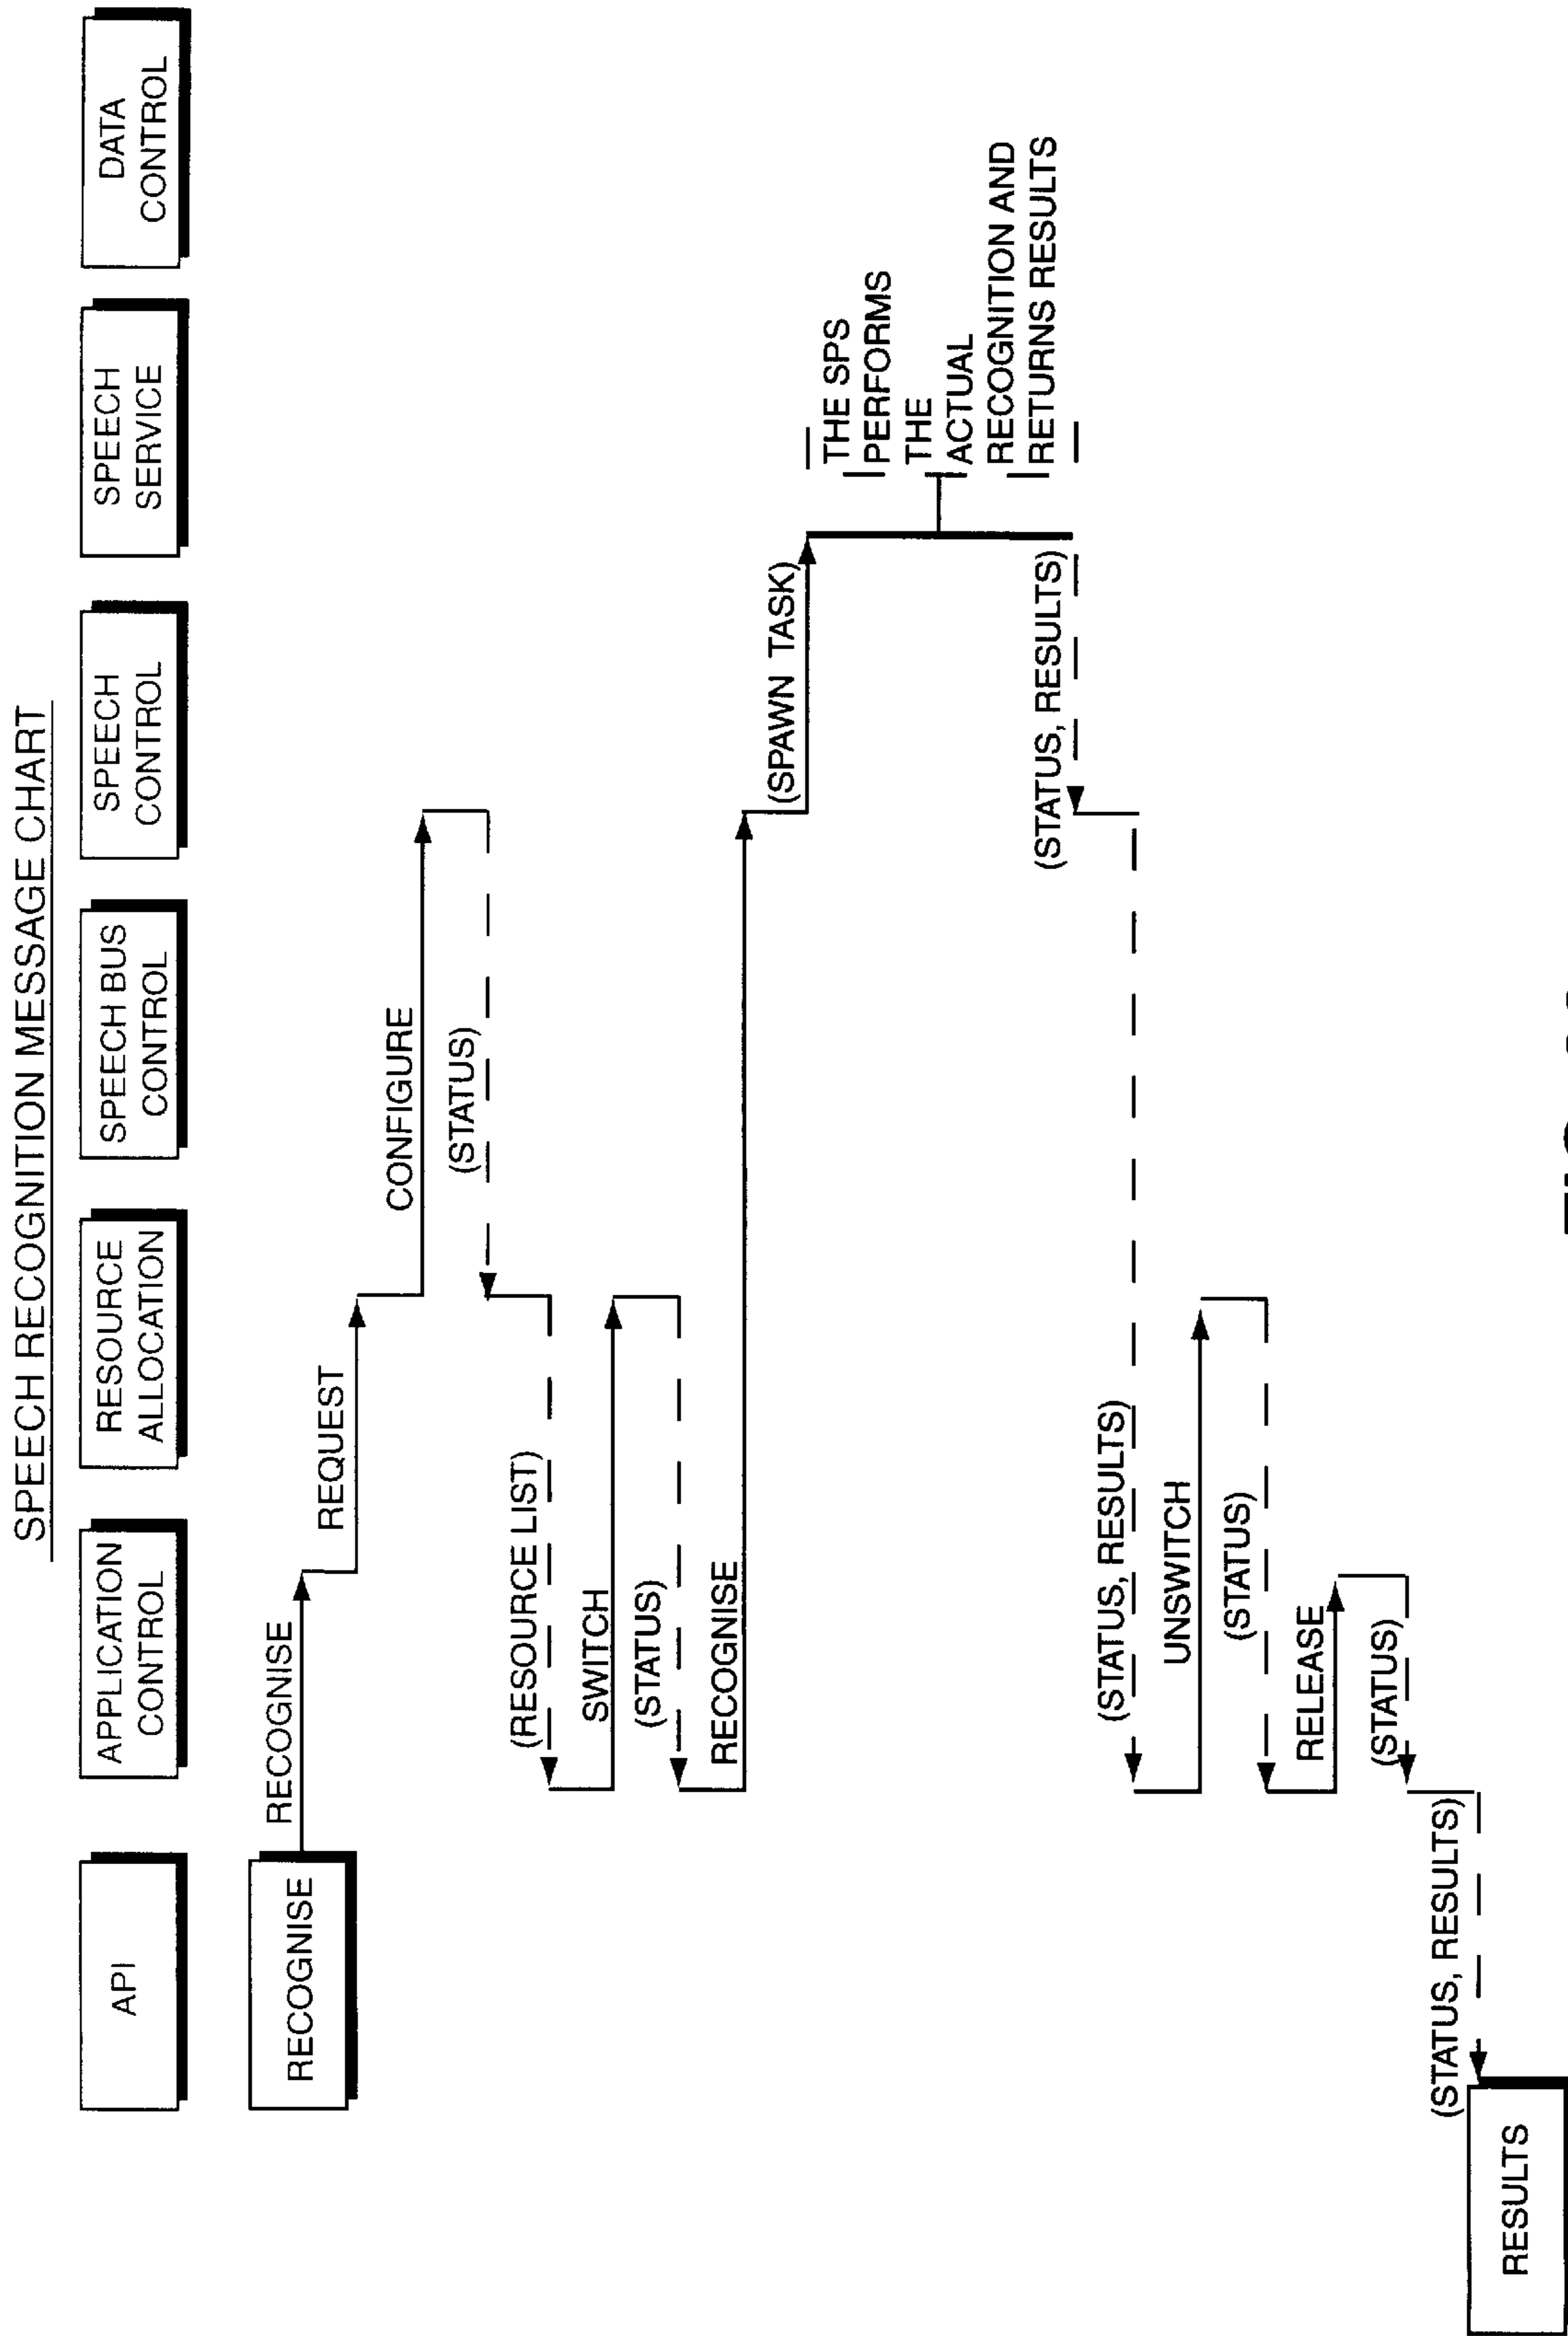 SPEECH RECOGNITION MESSAGE CHART
API
APPLICATION
CONTROL
RESOURCE
ALLOCATION
SPEECH BUS
CONTROL
SPEECH
CONTROL
SPEECH
SERVICE
DATA
CONTROL
RECOGNISE
RECOGNISE
REQUEST
CONFIGURE
(STATUS)
(RESOURCE LIST)
SWITCH
(STATUS)
RECOGNISE
(SPAWN TASK)
THE SPS
PERFORMS
THE
ACTUAL
RECOGNITION AND
RETURNS RESULTS
(STATUS, RESULTS)
(STATUS, RESULTS)
UNSWITCH
(STATUS)
RELEASE
(STATUS)
(STATUS, RESULTS)
RESULTS